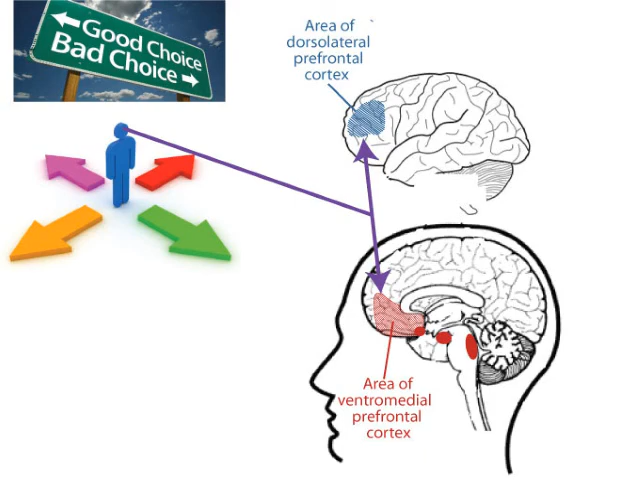 Good Choice
Bad Choice
Area of
dorsolateral
prefrontal
cortex
Area of
ventromedial
prefrontal
cortex